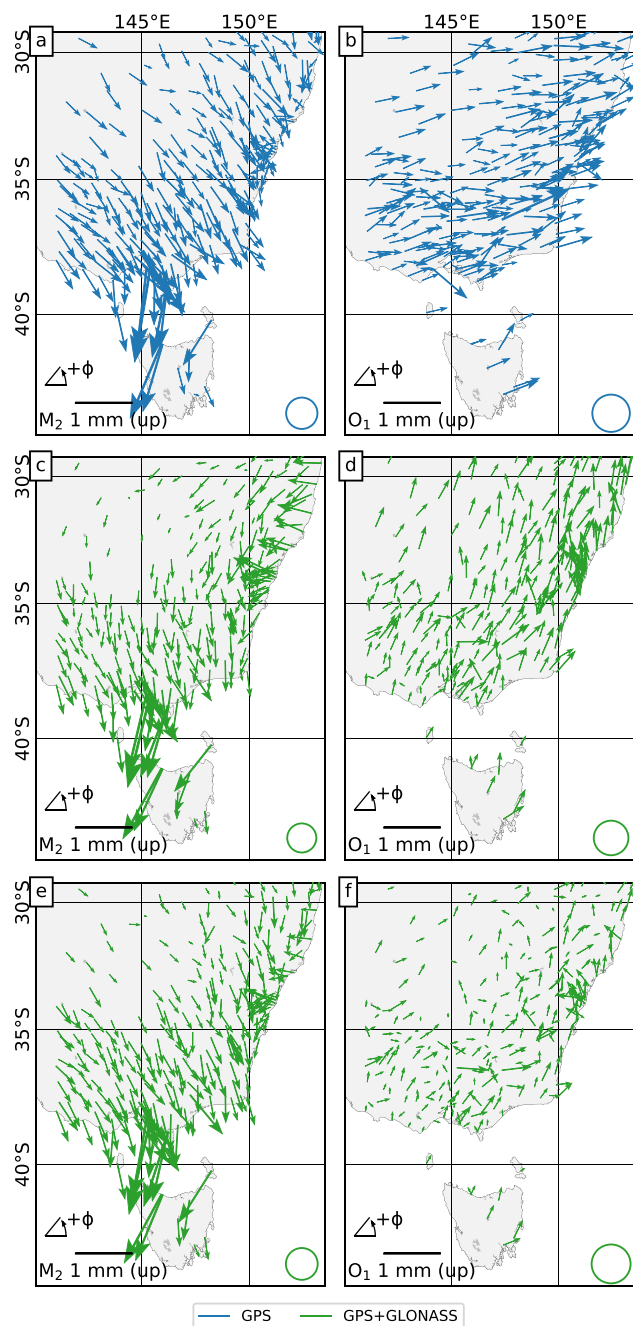 145°E 150°E
a
b
30°S
35°S
40°S
+ϕ
M₂ 1 mm (up)
+ϕ
O₁ 1 mm (up)
c
d
30°S
35°S
40°S
+ϕ
M₂ 1 mm (up)
+ϕ
O₁ 1 mm (up)
e
f
30°S
35°S
40°S
+ϕ
M₂ 1 mm (up)
+ϕ
O₁ 1 mm (up)
145°E 150°E
GPS GPS+GLONASS